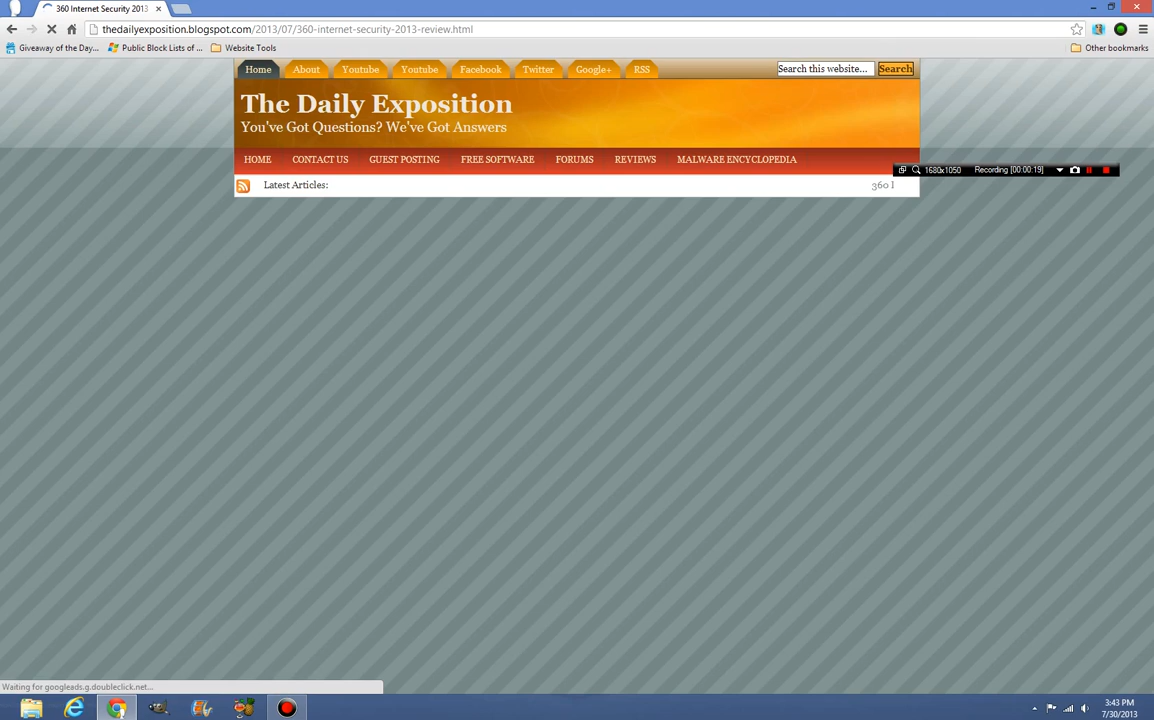 360 Internet Security 2013
thedailyexposition.blogspot.com/2013/07/360-internet-security-2013-review.html
Giveaway of the Day... Public Block Lists of ... Website Tools Other bookmarks
Home About Youtube Youtube Facebook Twitter Google+ RSS Search this website... Search
The Daily Exposition
You've Got Questions? We've Got Answers
HOME CONTACT US GUEST POSTING FREE SOFTWARE FORUMS REVIEWS MALWARE ENCYCLOPEDIA
1680x1050 Recording [00:00:19]
Latest Articles: 360 I
Waiting for googleads.g.doubleclick.net...
3:43 PM
7/30/2013